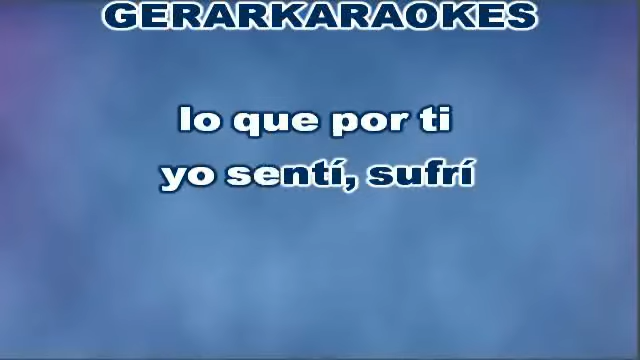 GERARKARAOKES
lo que por ti
yo sentí, sufrí